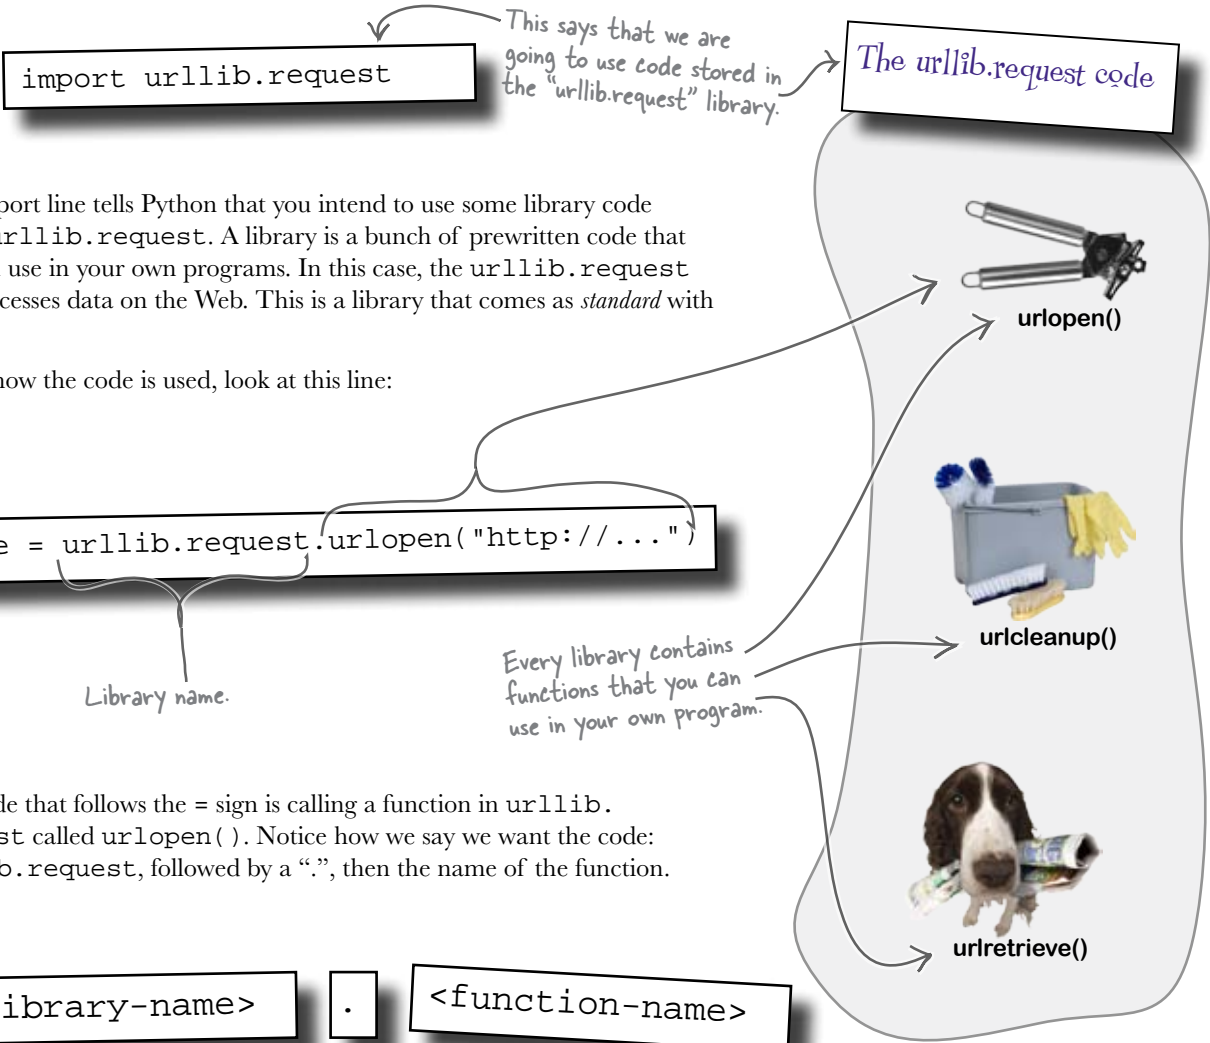 import urllib.request
This says that we are
going to use code stored in
the "urllib.request" library.
The urllib.request code
port line tells Python that you intend to use some library code
urllib.request. A library is a bunch of prewritten code that
use in your own programs. In this case, the urllib.request
cesses data on the Web. This is a library that comes as standard with
how the code is used, look at this line:
e = urllib.request.urlopen("http://...")
Library name.
Every library contains
functions that you can
use in your own program.
de that follows the = sign is calling a function in urllib.
st called urlopen(). Notice how we say we want the code:
b.request, followed by a “.”, then the name of the function.
ibrary-name>
.
<function-name>
urlopen()
urlcleanup()
urlretrieve()